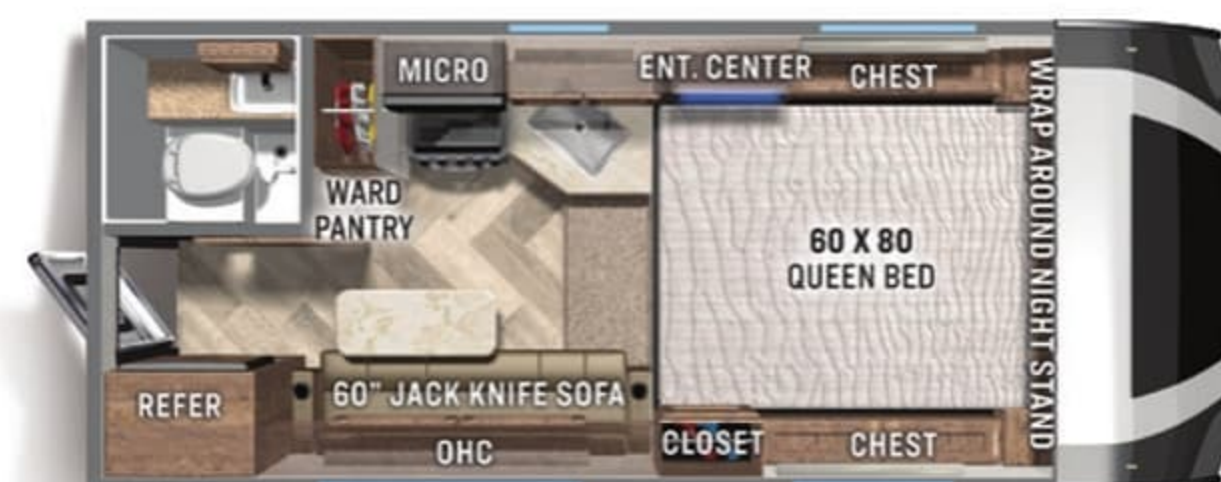 MICRO
ENT. CENTER
CHEST
WARD
PANTRY
60 X 80
QUEEN BED
WRAP AROUND NIGHT STAND
REFER
60" JACK KNIFE SOFA
OHC
CLOSET
CHEST